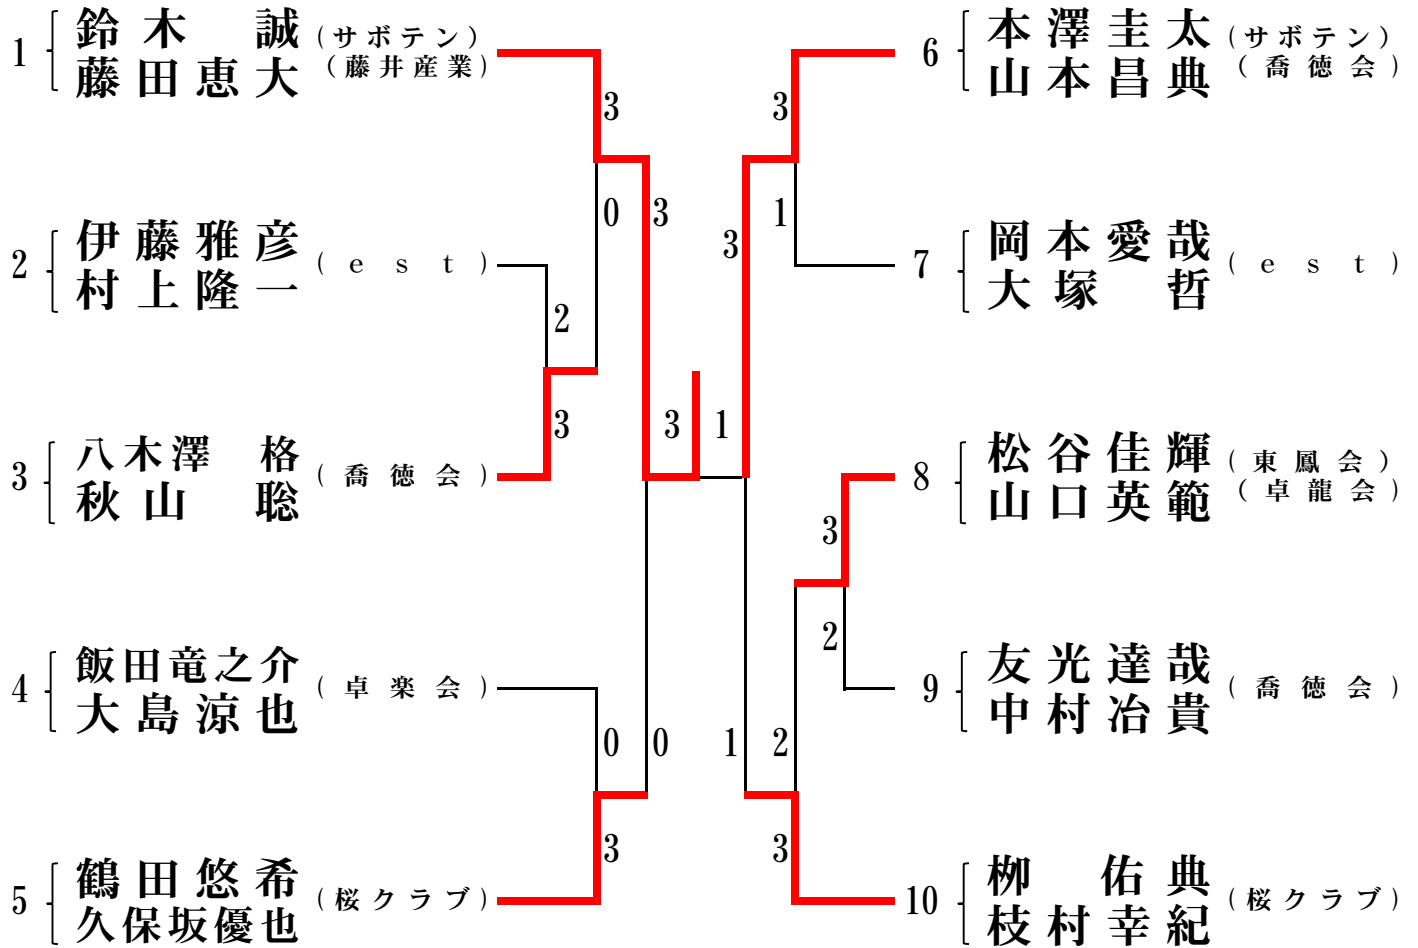 1 鈴木 誠 (サボテン)
藤田恵大 (藤井産業)
2 伊藤雅彦 (est)
村上隆一
3 八木澤 格 (喬徳会)
秋山 聡
4 飯田竜之介 (卓楽会)
大島涼也
5 鶴田悠希 (桜クラブ)
久保坂優也
3
0
3
2
3
0
3
0
3
1
3
1
3
1
3
2
2
3
6 本澤圭太 (サボテン)
山本昌典 (喬徳会)
7 岡本愛哉 (est)
大塚 哲
8 松谷佳輝 (東鳳会)
山口英範 (卓龍会)
9 友光達哉 (喬徳会)
中村冶貴
10 柳 佑典 (桜クラブ)
枝村幸紀